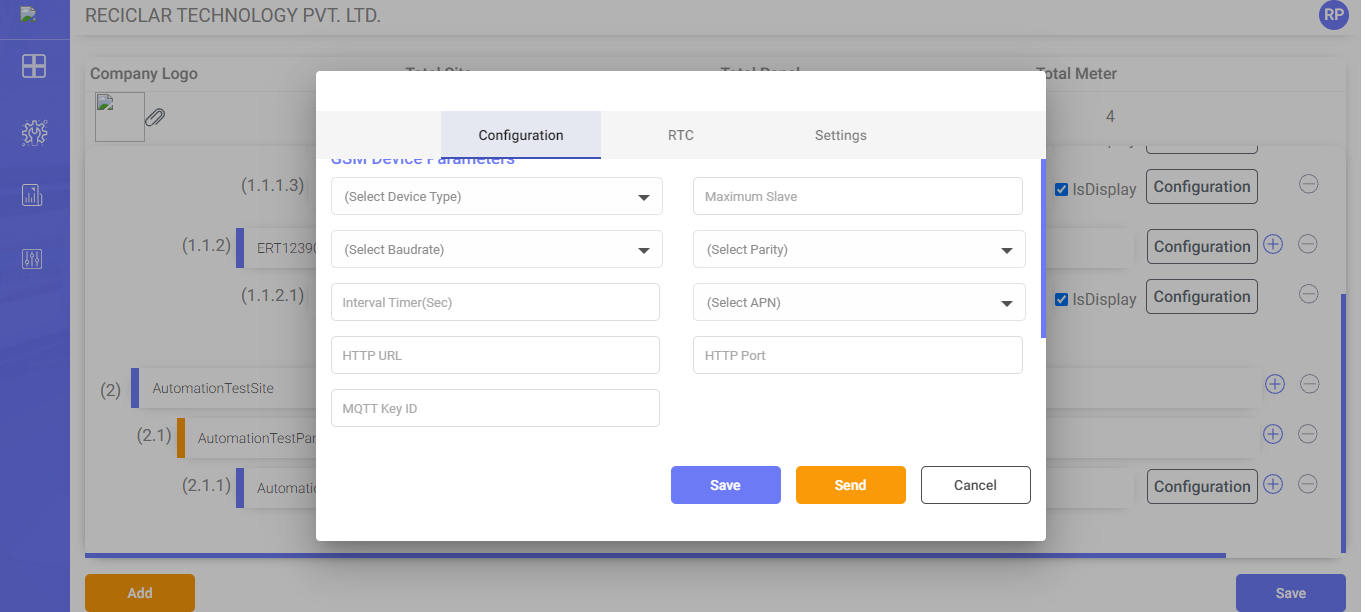 RECICLAR TECHNOLOGY PVT. LTD.
RP
Company Logo Total Site Total Panel Total Meter
4
Configuration RTC Settings
GSM Device Parameters
(1.1.1.3) (Select Device Type) Maximum Slave IsDisplay Configuration
(1.1.2) ERT12390 (Select Baudrate) (Select Parity) Configuration
(1.1.2.1) Interval Timer(Sec) (Select APN) IsDisplay Configuration
HTTP URL HTTP Port
(2) AutomationTestSite
MQTT Key ID
(2.1) AutomationTestPar
(2.1.1) Automatic Save Send Cancel Configuration
Add Save